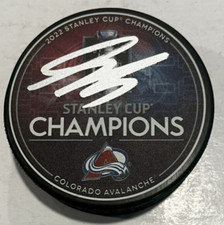 2022 STANLEY CUP® CHAMPIONS
STANLEY CUP
CHAMPIONS
COLORADO AVALANCHE